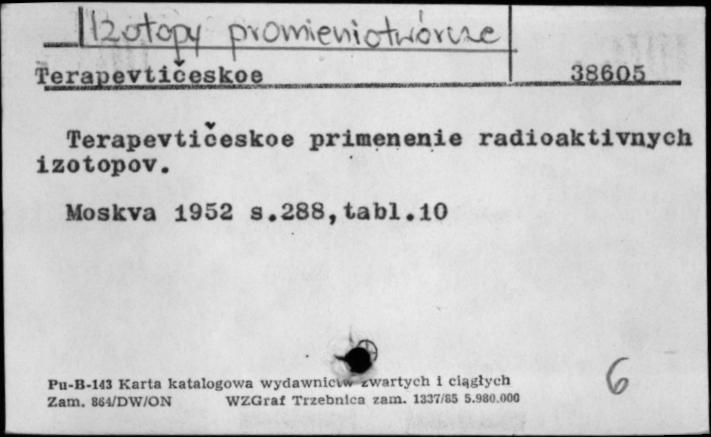 Izotopy promieniotwórcze
Terapevtičeskoe 38605
Terapevtičeskoe primenenie radioaktivnych
izotopov.
Moskva 1952 s.288,tabl.10
6
Pu-B-143 Karta katalogowa wydawnictw zwartych i ciągłych
Zam. 864/DW/ON WZGraf Trzebnica zam. 1337/85 5.980.000